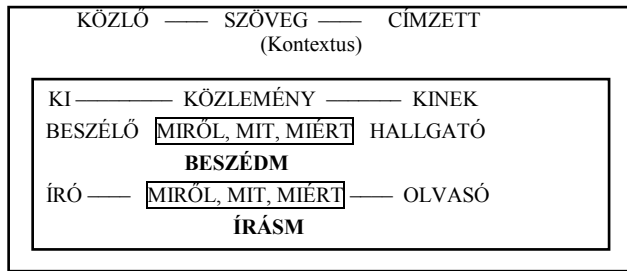 KÖZLŐ —— SZÖVEG —— CÍMZETT
(Kontextus)
KI ——— KÖZLEMÉNY ——— KINEK
BESZÉLŐ MIRŐL, MIT, MIÉRT HALLGATÓ
BESZÉDM
ÍRÓ —— MIRŐL, MIT, MIÉRT —— OLVASÓ
ÍRÁSM